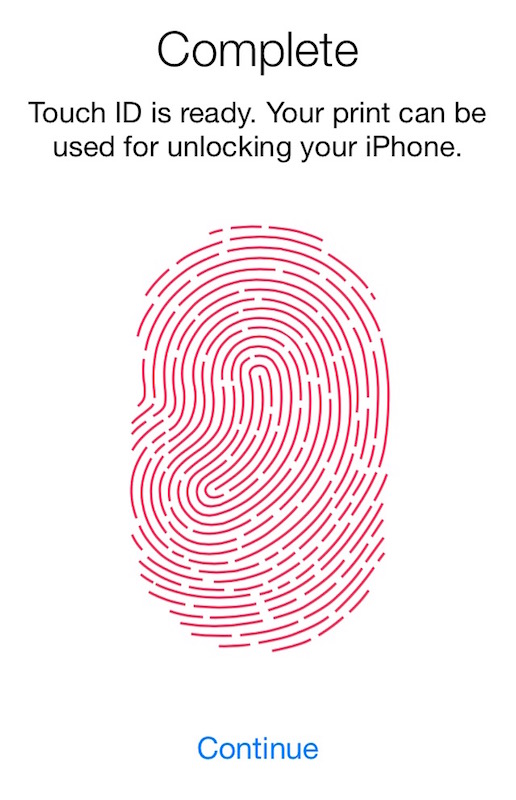 Complete
Touch ID is ready. Your print can be
used for unlocking your iPhone.
Continue